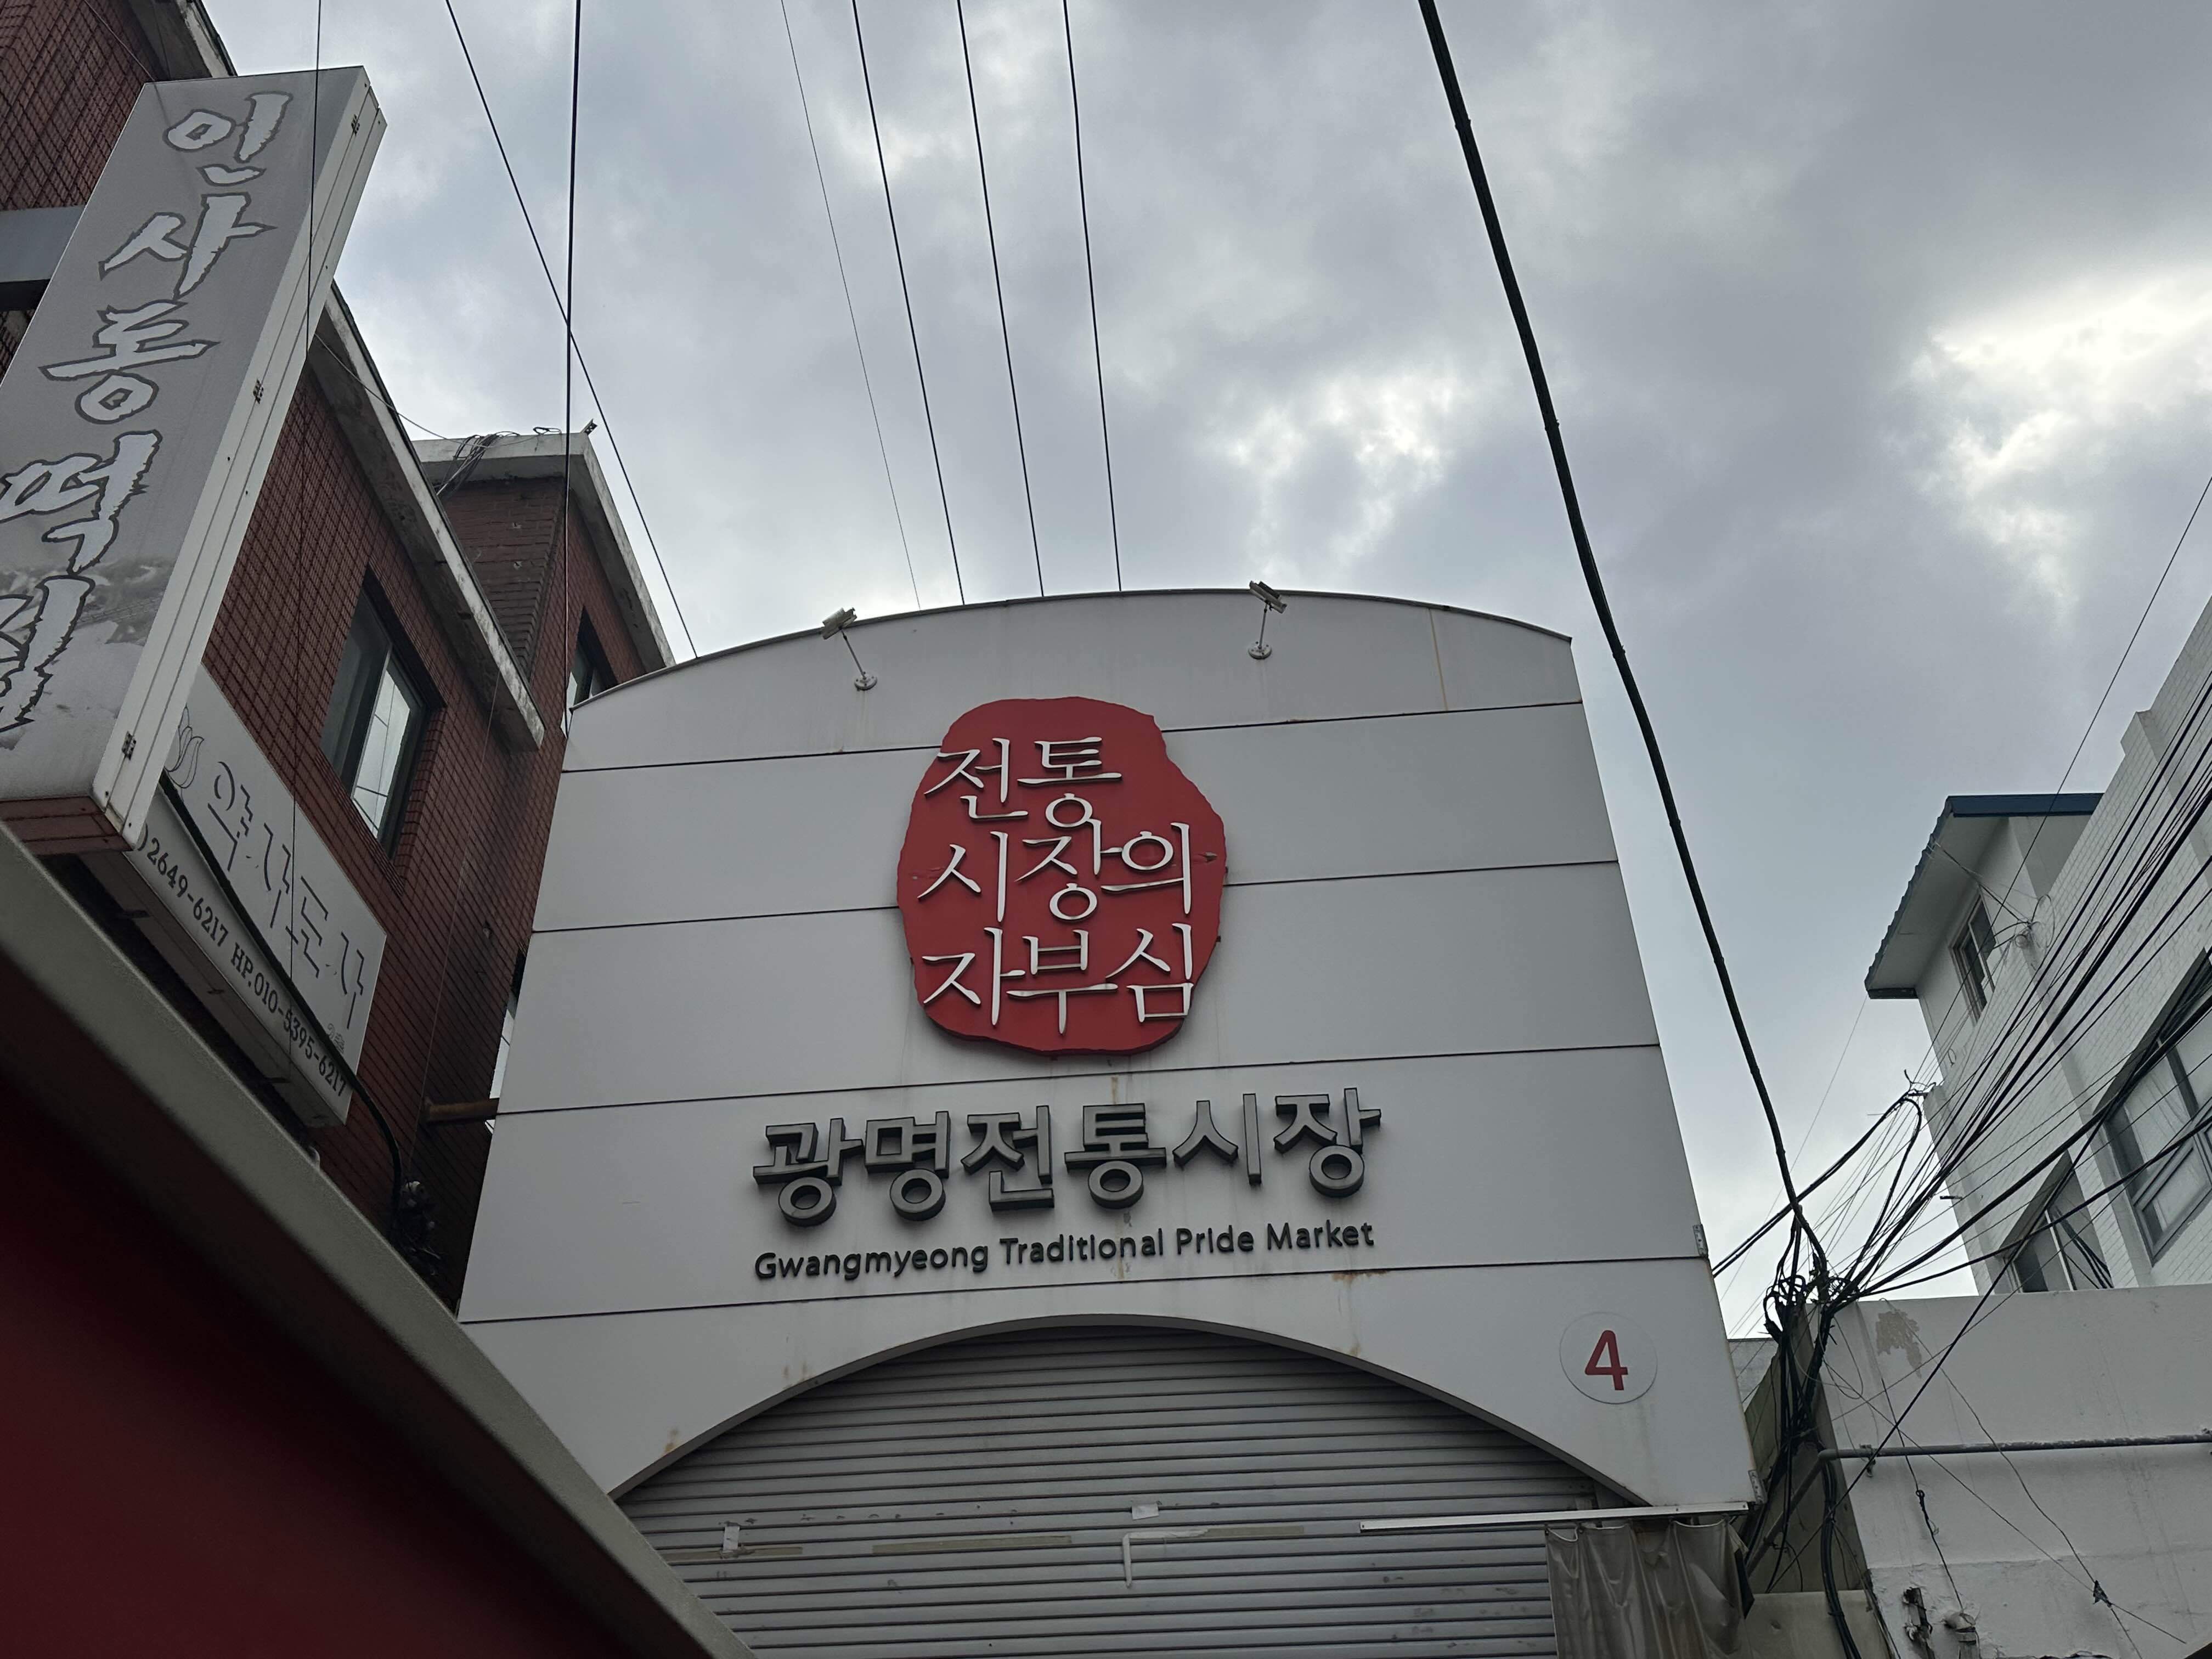 인사동떡집
약사도사
)2649-6217 HP.010-5395-6217
전통
시장의
자부심
광명전통시장
Gwangmyeong Traditional Pride Market
4